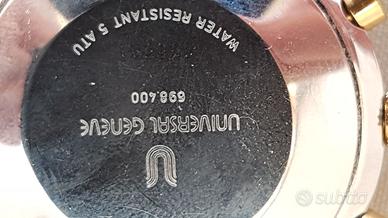 UNIVERSAL GENEVE
698.400
WATER RESISTANT 5 ATU
subito